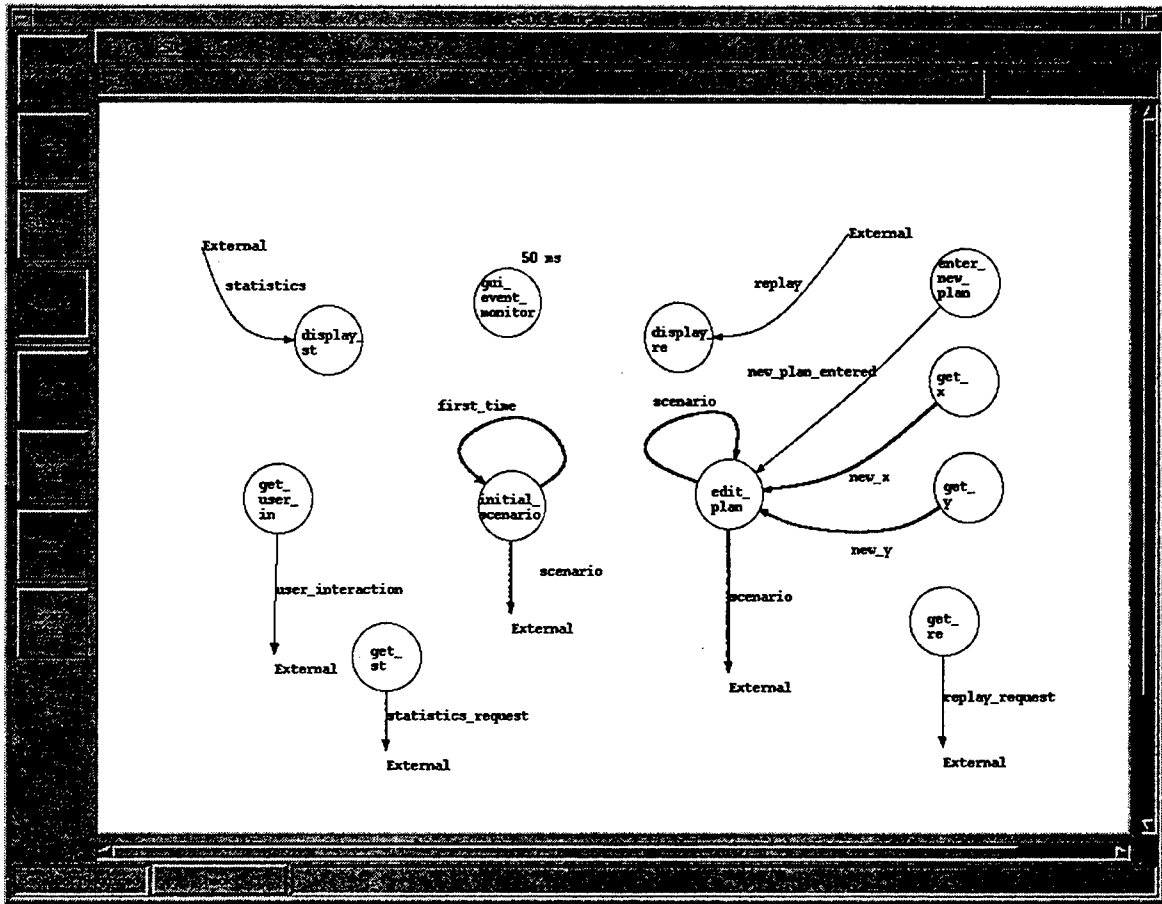 External
statistics
display_
st
50 ms
gui_
event_
monitor
External
replay
display_
re
enter_
new_
plan
new_plan_entered
get_
x
new_x
get_
y
new_y
first_time
initial_
scenario
scenario
External
scenario
edit_
plan
scenario
External
get_
user_
in
user_interaction
External
get_
st
statistics_request
External
get_
re
replay_request
External